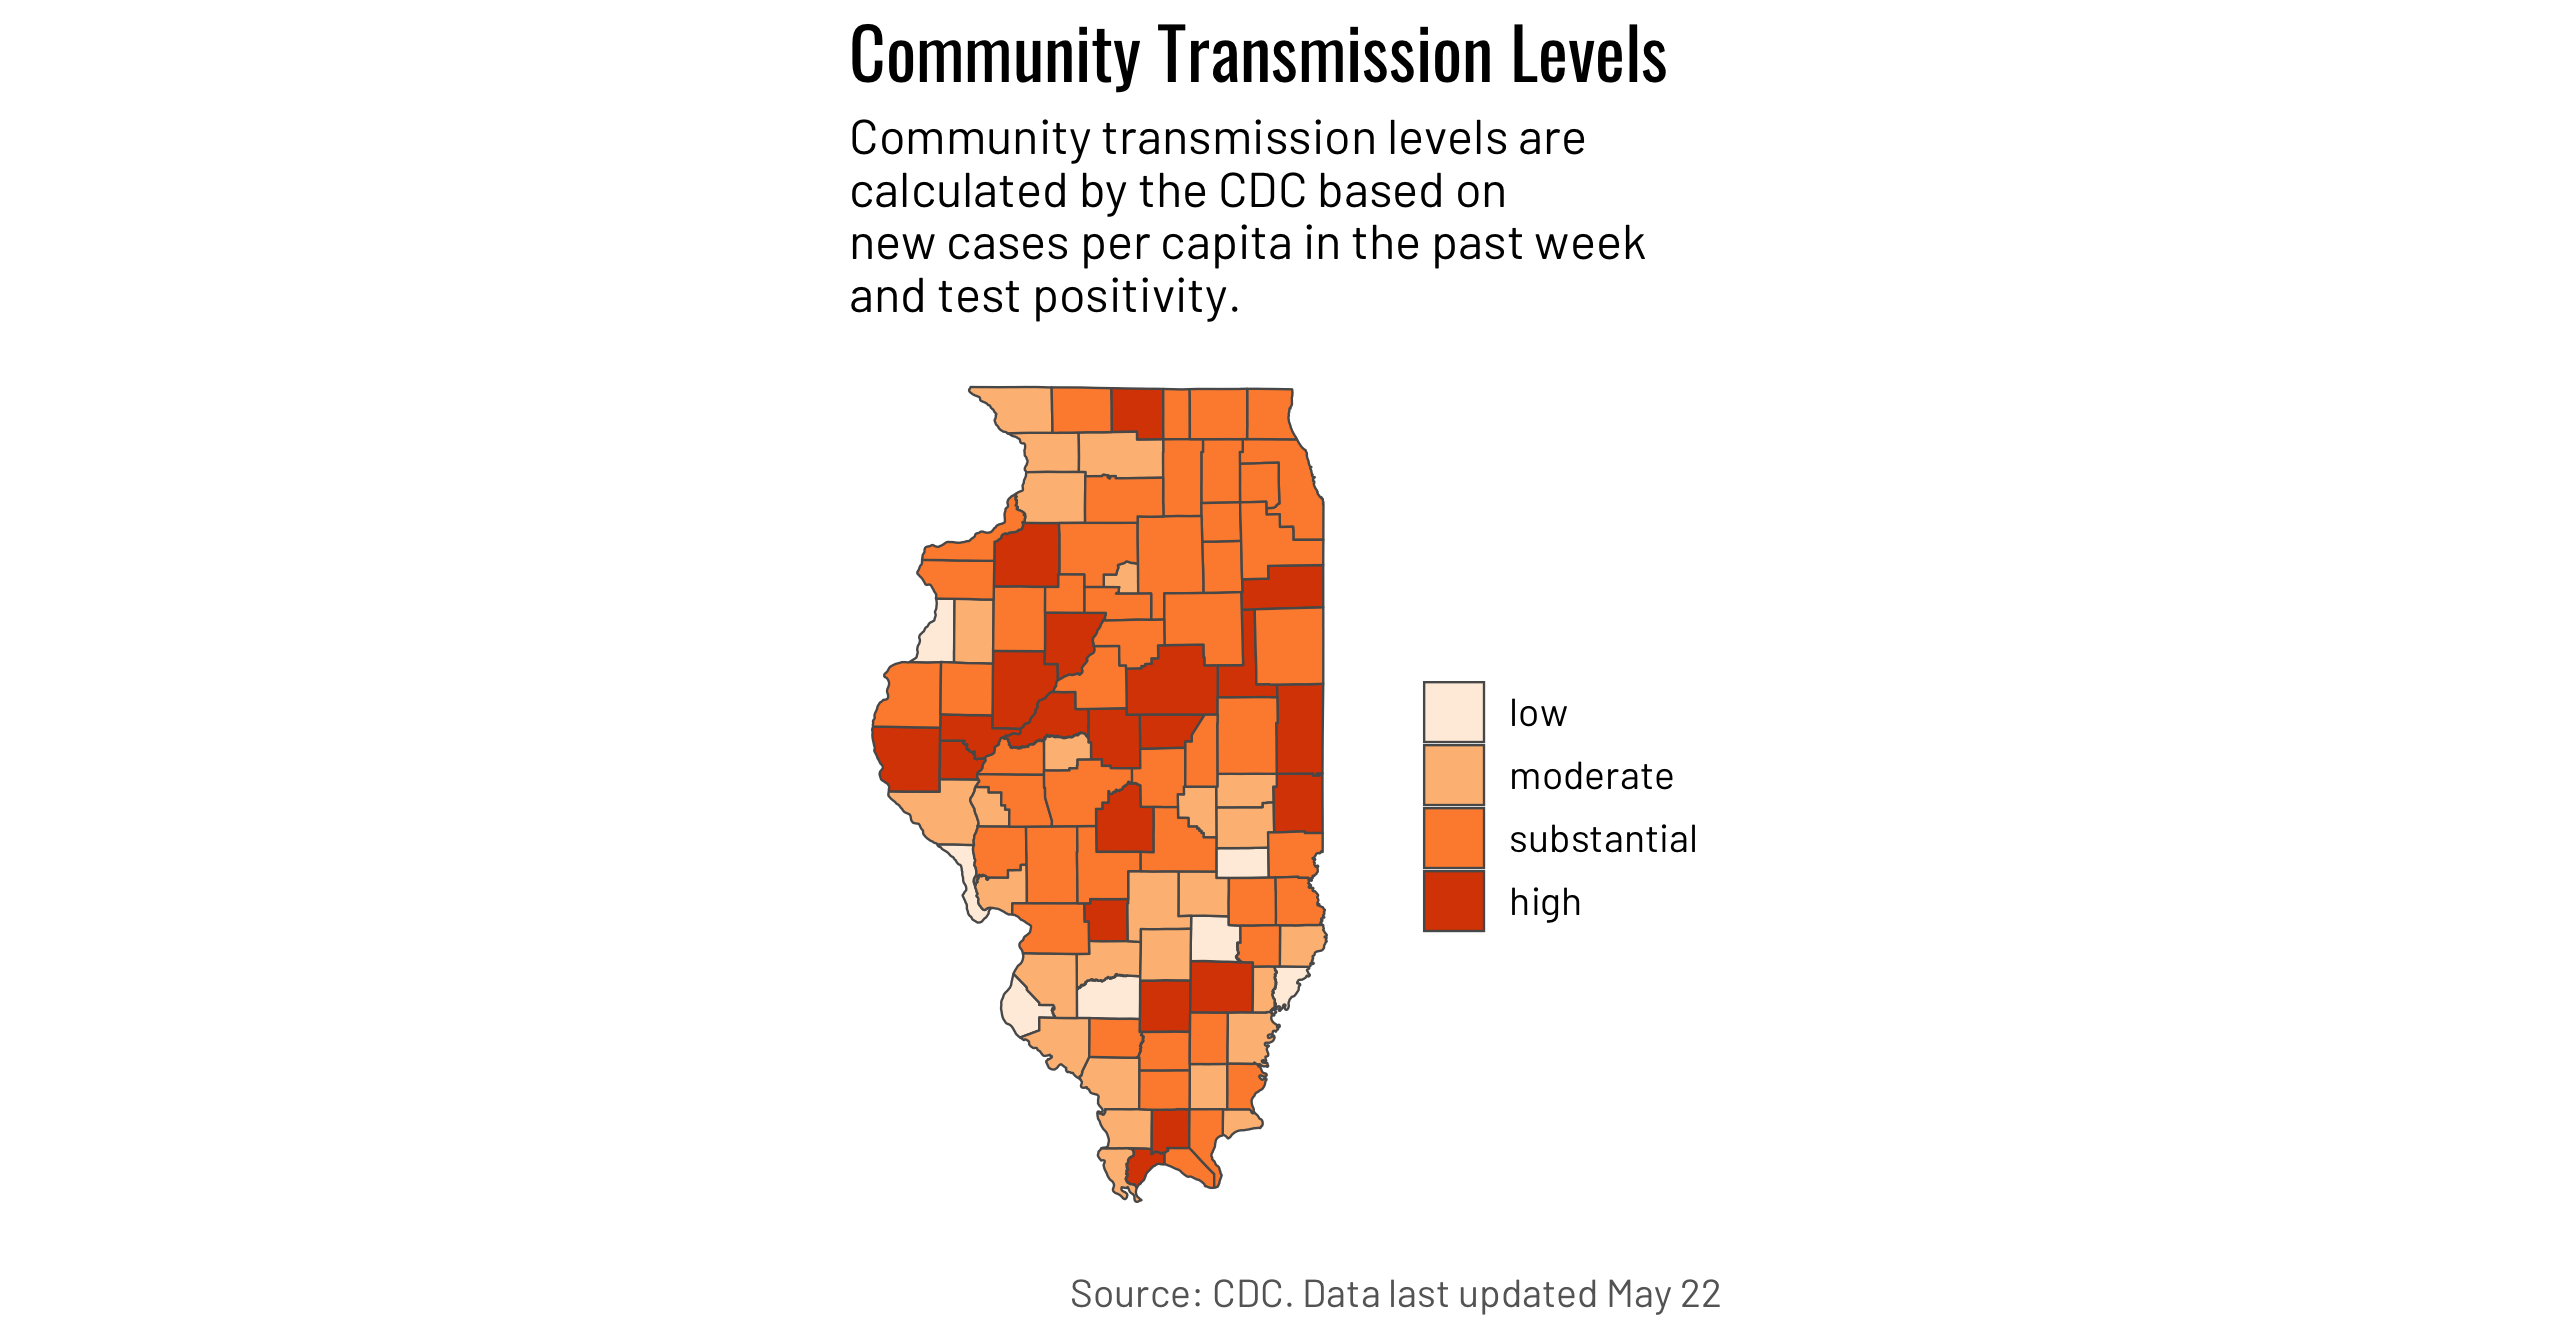 Community Transmission Levels
Community transmission levels are
calculated by the CDC based on
new cases per capita in the past week
and test positivity.
low
moderate
substantial
high
Source: CDC. Data last updated May 22